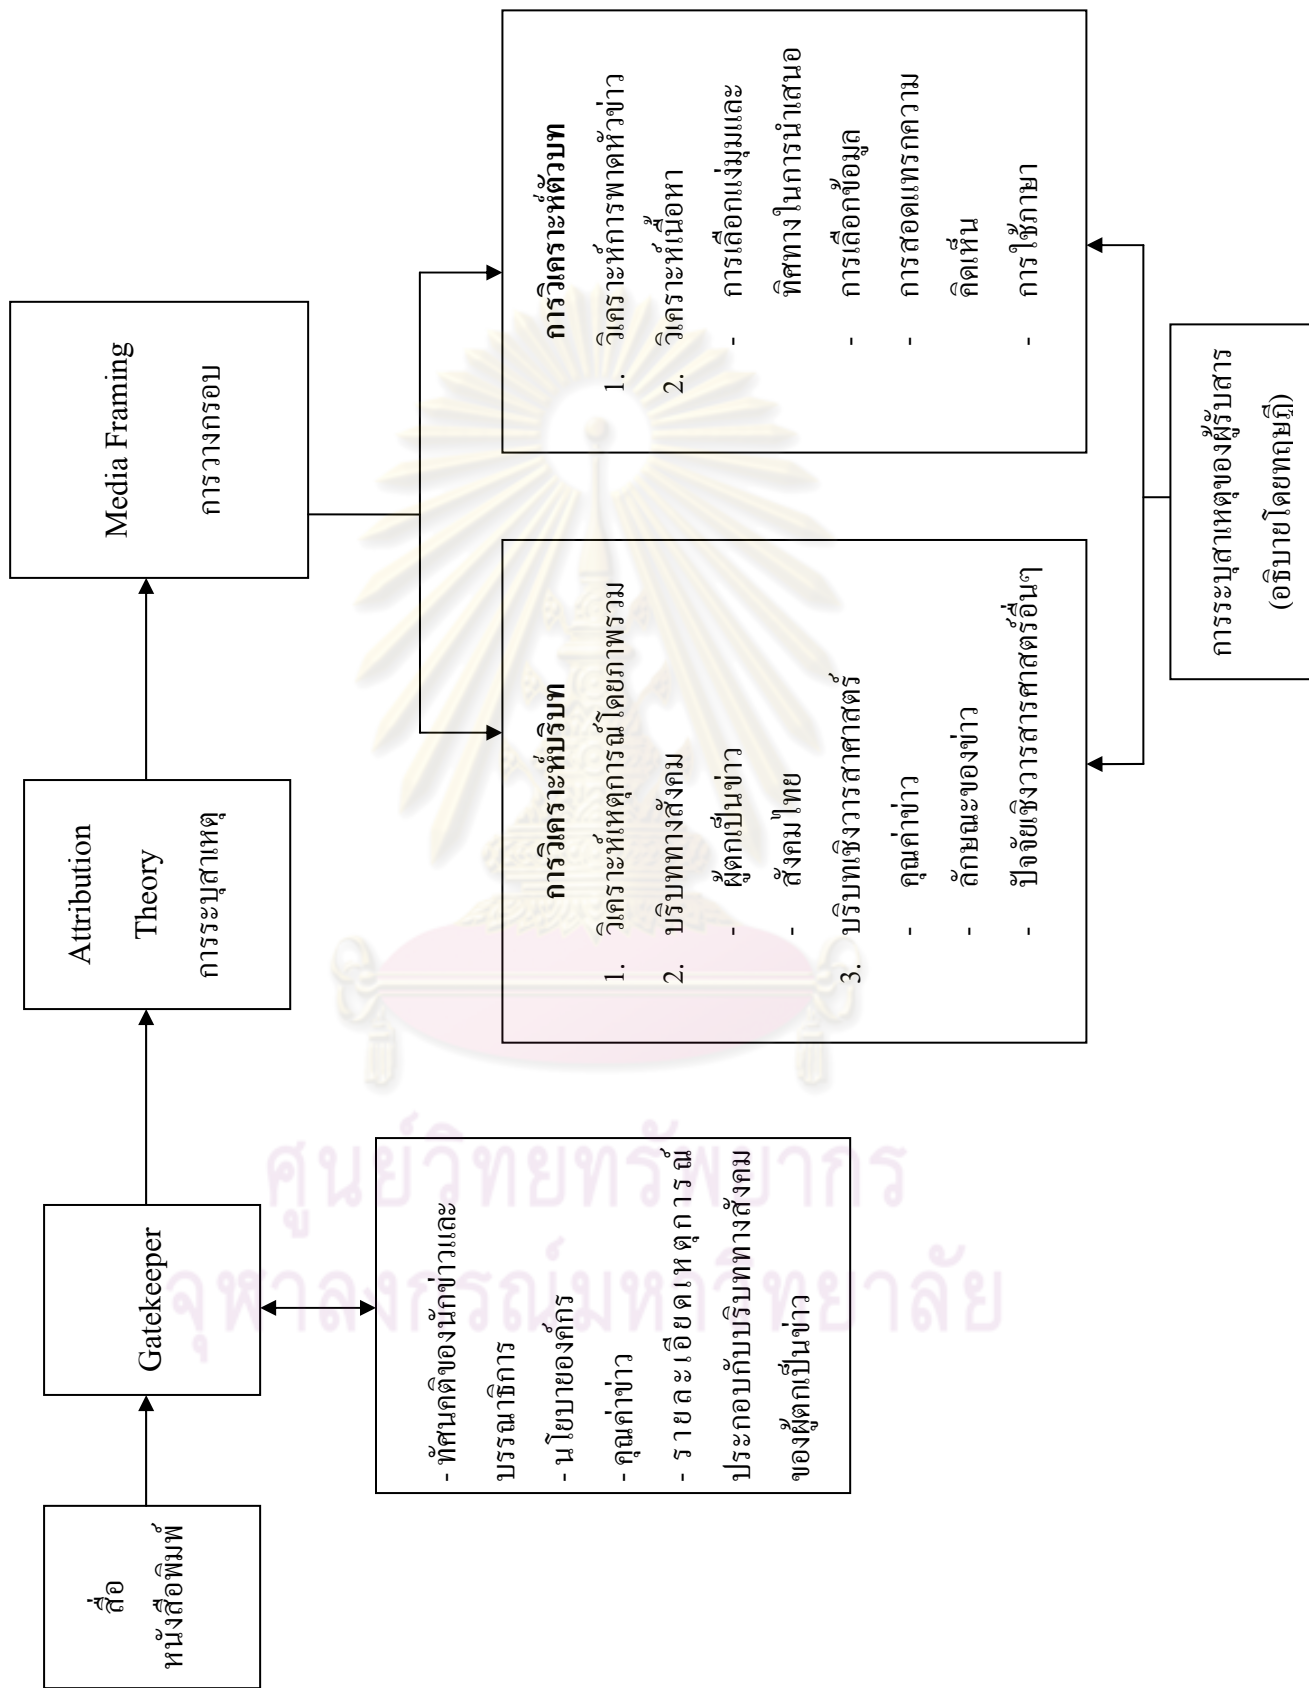 สื่อ
หนังสือพิมพ์
Gatekeeper
Attribution
Theory
การระบุสาเหตุ
Media Framing
การวางกรอบ
- ทัศนคติของนักข่าวและ
บรรณาธิการ
- นโยบายองค์กร
- คุณค่าข่าว
- รายละเอียดเหตุการณ์
ประกอบกับบริบททางสังคม
ของผู้ตกเป็นข่าว
การวิเคราะห์บริบท
1. วิเคราะห์เหตุการณ์โดยภาพรวม
2. บริบททางสังคม
- ผู้ตกเป็นข่าว
- สังคมไทย
3. บริบทเชิงวารสาศาสตร์
- คุณค่าข่าว
- ลักษณะของข่าว
- ปัจจัยเชิงวารสารศาสตร์อื่นๆ
การวิเคราะห์ตัวบท
1. วิเคราะห์การพาดหัวข่าว
2. วิเคราะห์เนื้อหา
- การเลือกแง่มุมและ
ทิศทางในการนำเสนอ
- การเลือกข้อมูล
- การสอดแทรกความ
คิดเห็น
- การใช้ภาษา
การระบุสาเหตุของผู้รับสาร
(อธิบายโดยทฤษฎี)
ศูนย์วิทยทรัพยากร
จุฬาลงกรณ์มหาวิทยาลัย